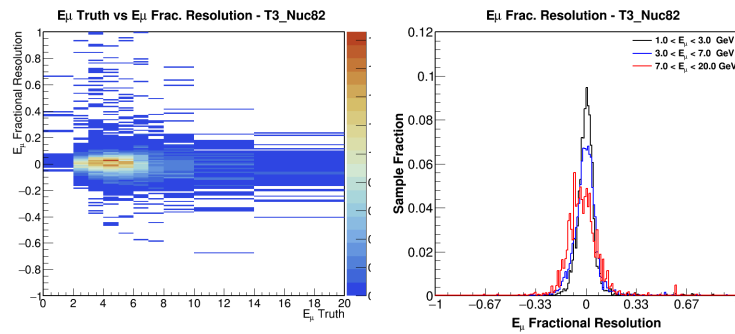 Eμ Truth vs Eμ Frac. Resolution - T3_Nuc82
Eμ Fractional Resolution
1
0.8
0.6
0.4
0.2
0
−0.2
−0.4
−0.6
−0.8
−1
0 2 4 6 8 10 12 14 16 18 20
Eμ Truth
Eμ Frac. Resolution - T3_Nuc82
1.0 < Eμ < 3.0 GeV
3.0 < Eμ < 7.0 GeV
7.0 < Eμ < 20.0 GeV
Sample Fraction
0.12
0.1
0.08
0.06
0.04
0.02
0
−1 −0.67 −0.33 0 0.33 0.67
Eμ Fractional Resolution